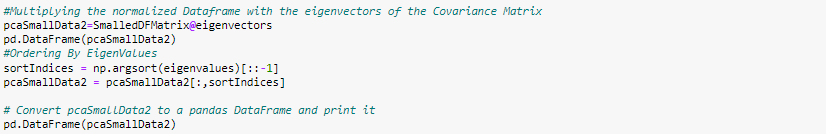 #Multiplying the normalized Dataframe with the eigenvectors of the Covariance Matrix
pcaSmallData2=SmalledDFMatrix@eigenvectors
pd.DataFrame(pcaSmallData2)
#Ordering By EigenValues
sortIndices = np.argsort(eigenvalues)[::-1]
pcaSmallData2 = pcaSmallData2[:,sortIndices]
# Convert pcaSmallData2 to a pandas DataFrame and print it
pd.DataFrame(pcaSmallData2)